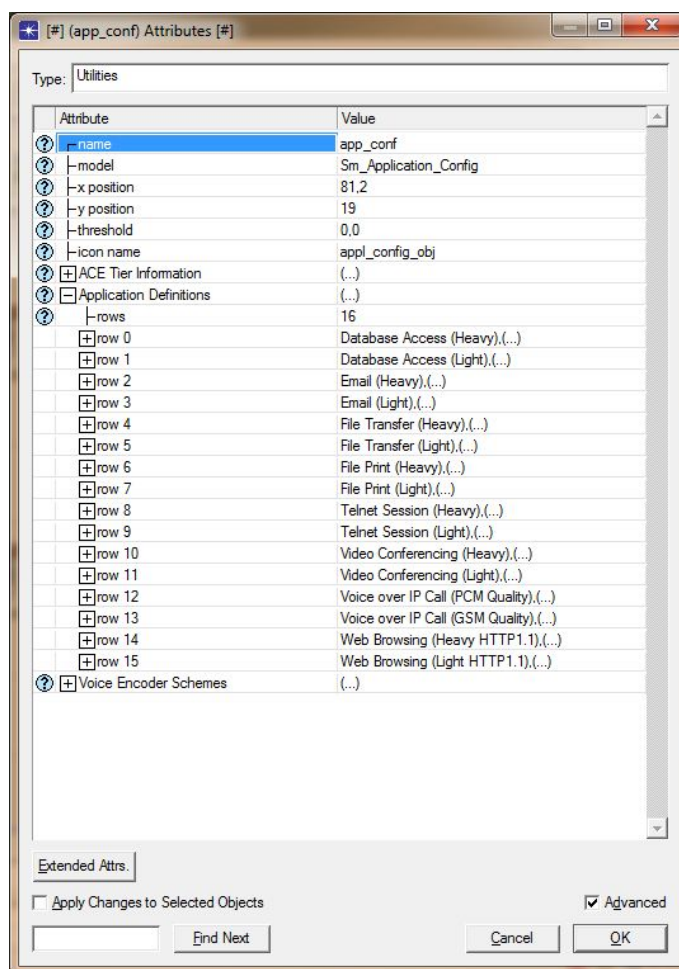 [#] (app_conf) Attributes [#]
Type: Utilities
Attribute Value
name app_conf
model Sm_Application_Config
x position 81,2
y position 19
threshold 0,0
icon name appl_config_obj
ACE Tier Information (...)
Application Definitions (...)
rows 16
row 0 Database Access (Heavy),(...)
row 1 Database Access (Light),(...)
row 2 Email (Heavy),(...)
row 3 Email (Light),(...)
row 4 File Transfer (Heavy),(...)
row 5 File Transfer (Light),(...)
row 6 File Print (Heavy),(...)
row 7 File Print (Light),(...)
row 8 Telnet Session (Heavy),(...)
row 9 Telnet Session (Light),(...)
row 10 Video Conferencing (Heavy),(...)
row 11 Video Conferencing (Light),(...)
row 12 Voice over IP Call (PCM Quality),(...)
row 13 Voice over IP Call (GSM Quality),(...)
row 14 Web Browsing (Heavy HTTP1.1),(...)
row 15 Web Browsing (Light HTTP1.1),(...)
Voice Encoder Schemes (...)
Extended Attrs.
Apply Changes to Selected Objects Advanced
Find Next Cancel OK